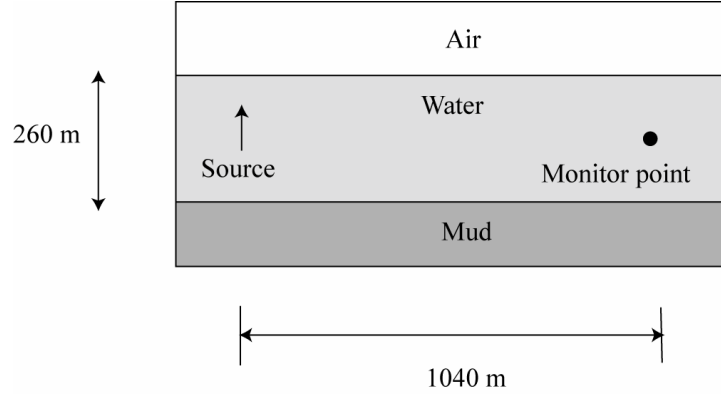 Air
Water
260 m
Source
Monitor point
Mud
1040 m